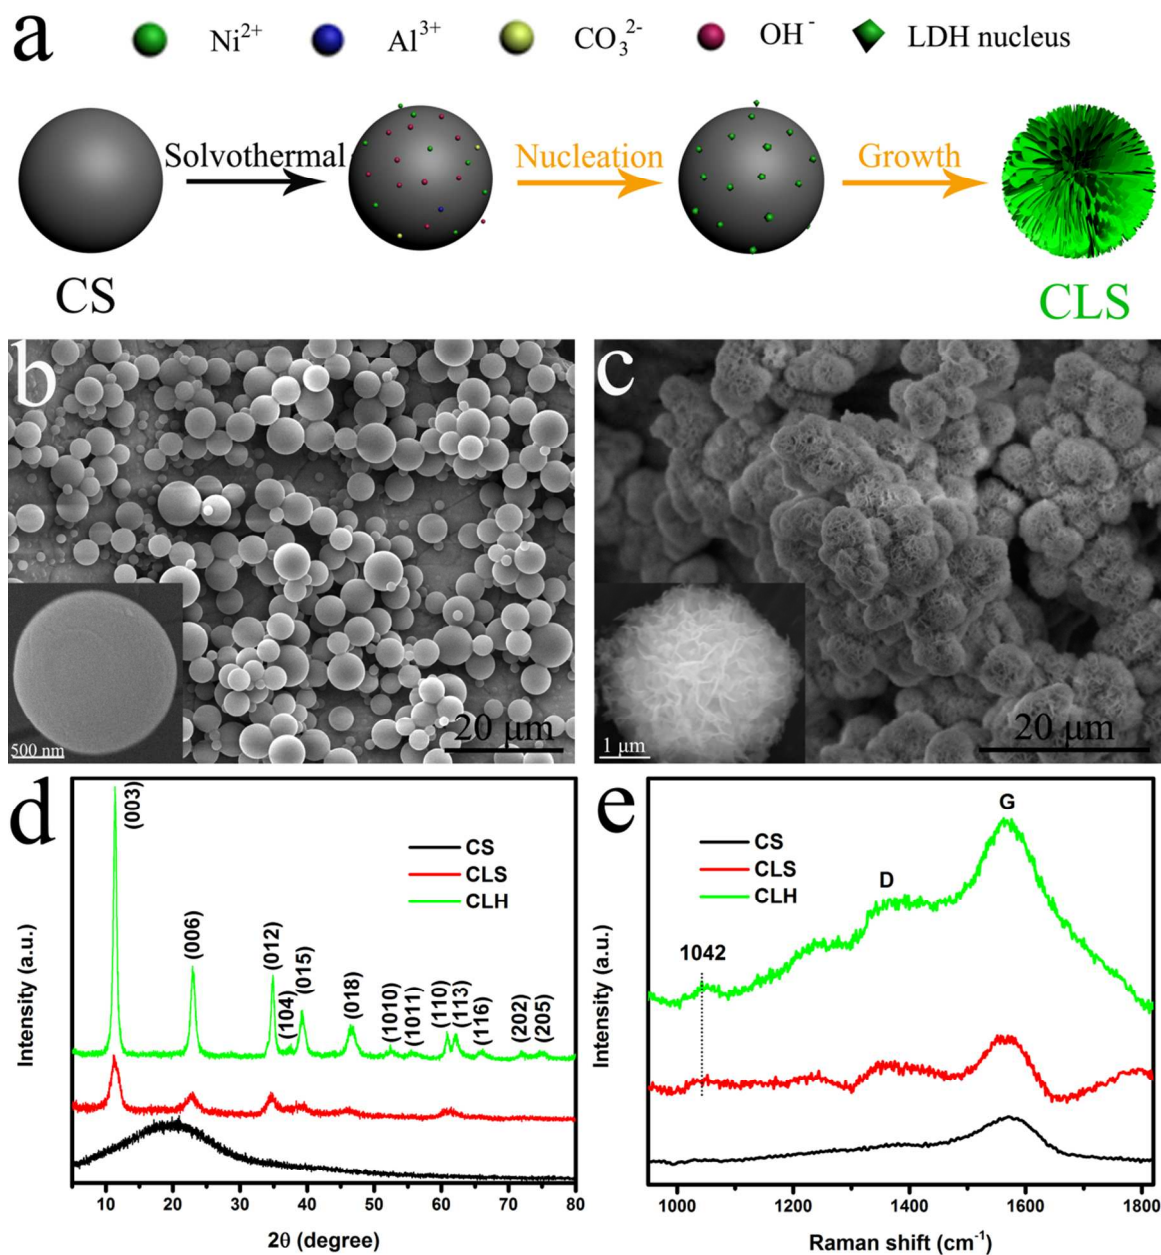 a
Ni²⁺ Al³⁺ CO₃²⁻ OH⁻ LDH nucleus
Solvothermal Nucleation Growth
CS CLS
b
500 nm
20 μm
c
1 μm
20 μm
d
(003)
(006)
(012)
(104)
(015)
(018)
(1010)
(1011)
(110)
(113)
(116)
(202)
(205)
CS
CLS
CLH
Intensity (a.u.)
0 10 20 30 40 50 60 70 80
2θ (degree)
e
G
D
1042
CS
CLS
CLH
Intensity (a.u.)
1000 1200 1400 1600 1800
Raman shift (cm⁻¹)